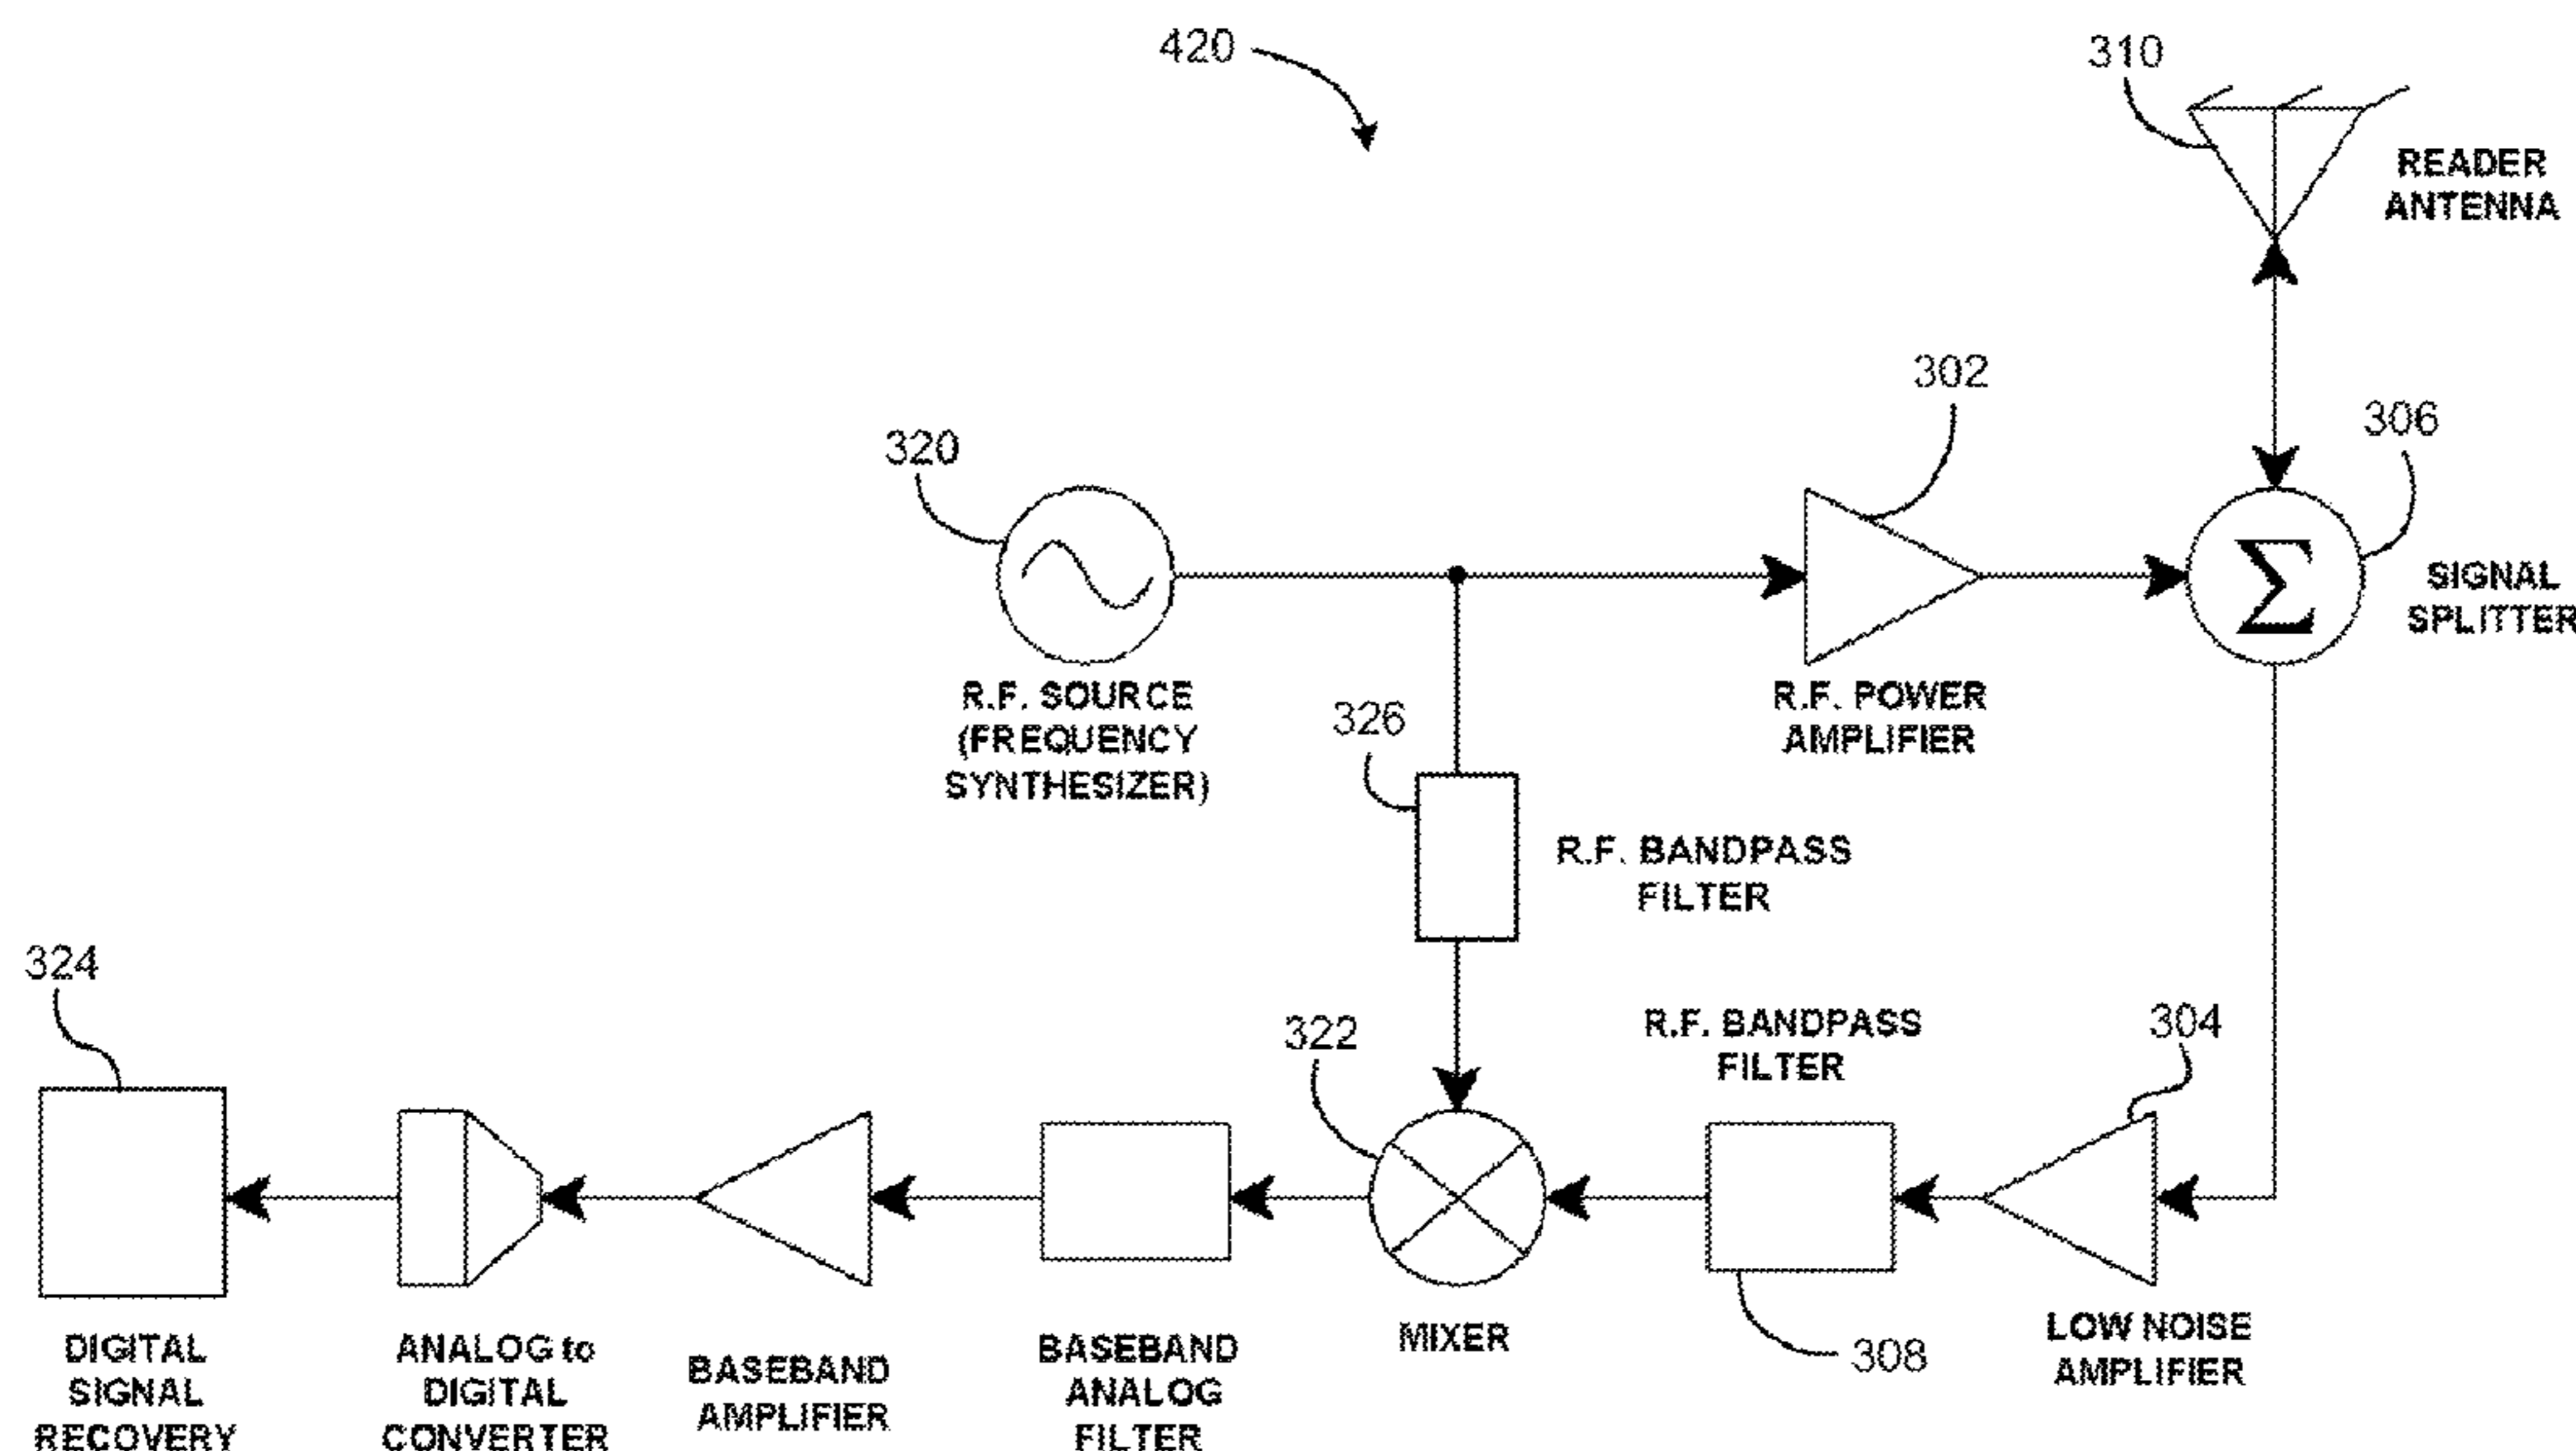 420
310
READER
ANTENNA
302
306
320
SIGNAL
SPLITTER
Σ
R.F. SOURCE
(FREQUENCY
SYNTHESIZER)
R.F. POWER
AMPLIFIER
326
R.F. BANDPASS
FILTER
324
322
R.F. BANDPASS
FILTER
304
308
DIGITAL
SIGNAL
RECOVERY
ANALOG to
DIGITAL
CONVERTER
BASEBAND
AMPLIFIER
BASEBAND
ANALOG
FILTER
MIXER
LOW NOISE
AMPLIFIER